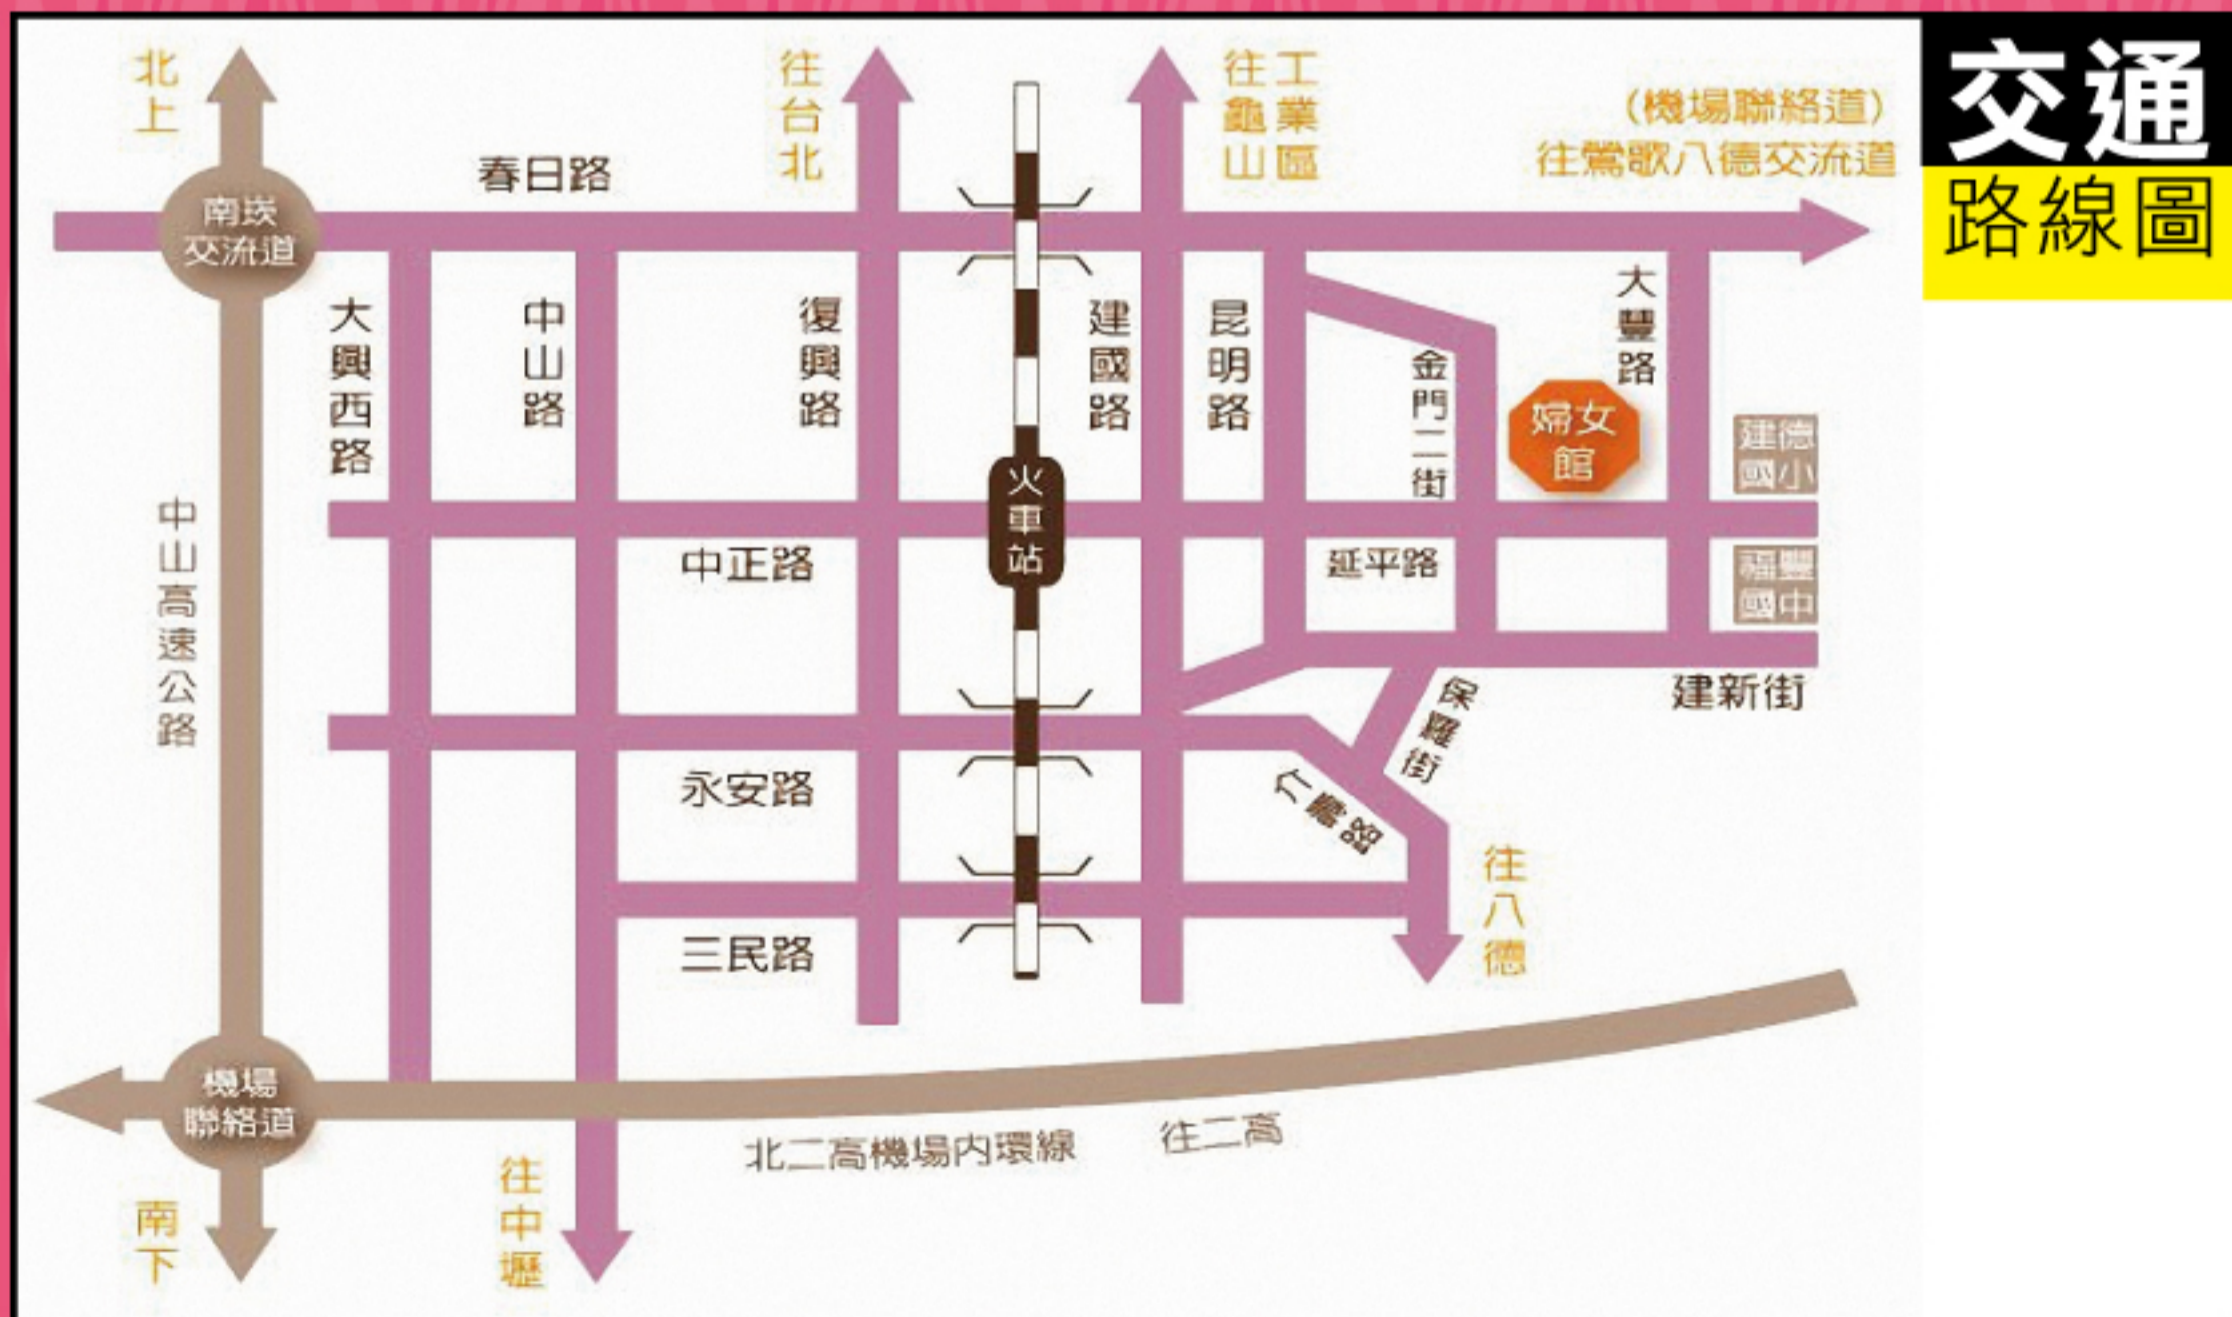 交通
路線圖
北上
往台北
往龜山
工業區
(機場聯絡道)
往鶯歌八德交流道
春日路
南崁
交流道
大興西路
中山路
復興路
建國路
昆明路
金門二街
大豐路
婦女
館
建德
國小
火車站
中山高速公路
中正路
延平路
福豐
國中
建新街
保羅街
永安路
介壽路
往八德
三民路
機場
聯絡道
北二高機場內環線
往二高
南下
往中壢